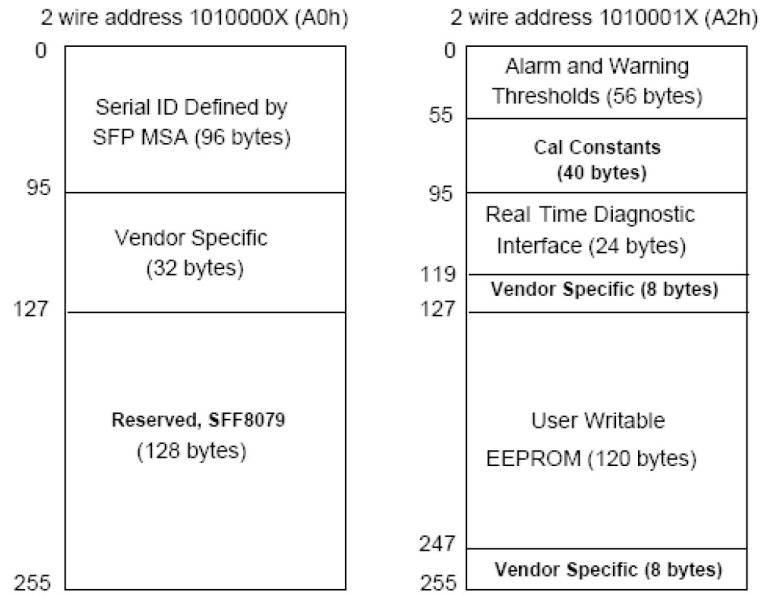 2 wire address 1010000X (A0h)
0
Serial ID Defined by
SFP MSA (96 bytes)
95
Vendor Specific
(32 bytes)
127
Reserved, SFF8079
(128 bytes)
255
2 wire address 1010001X (A2h)
0
Alarm and Warning
Thresholds (56 bytes)
55
Cal Constants
(40 bytes)
95
Real Time Diagnostic
Interface (24 bytes)
119
Vendor Specific (8 bytes)
127
User Writable
EEPROM (120 bytes)
247
Vendor Specific (8 bytes)
255